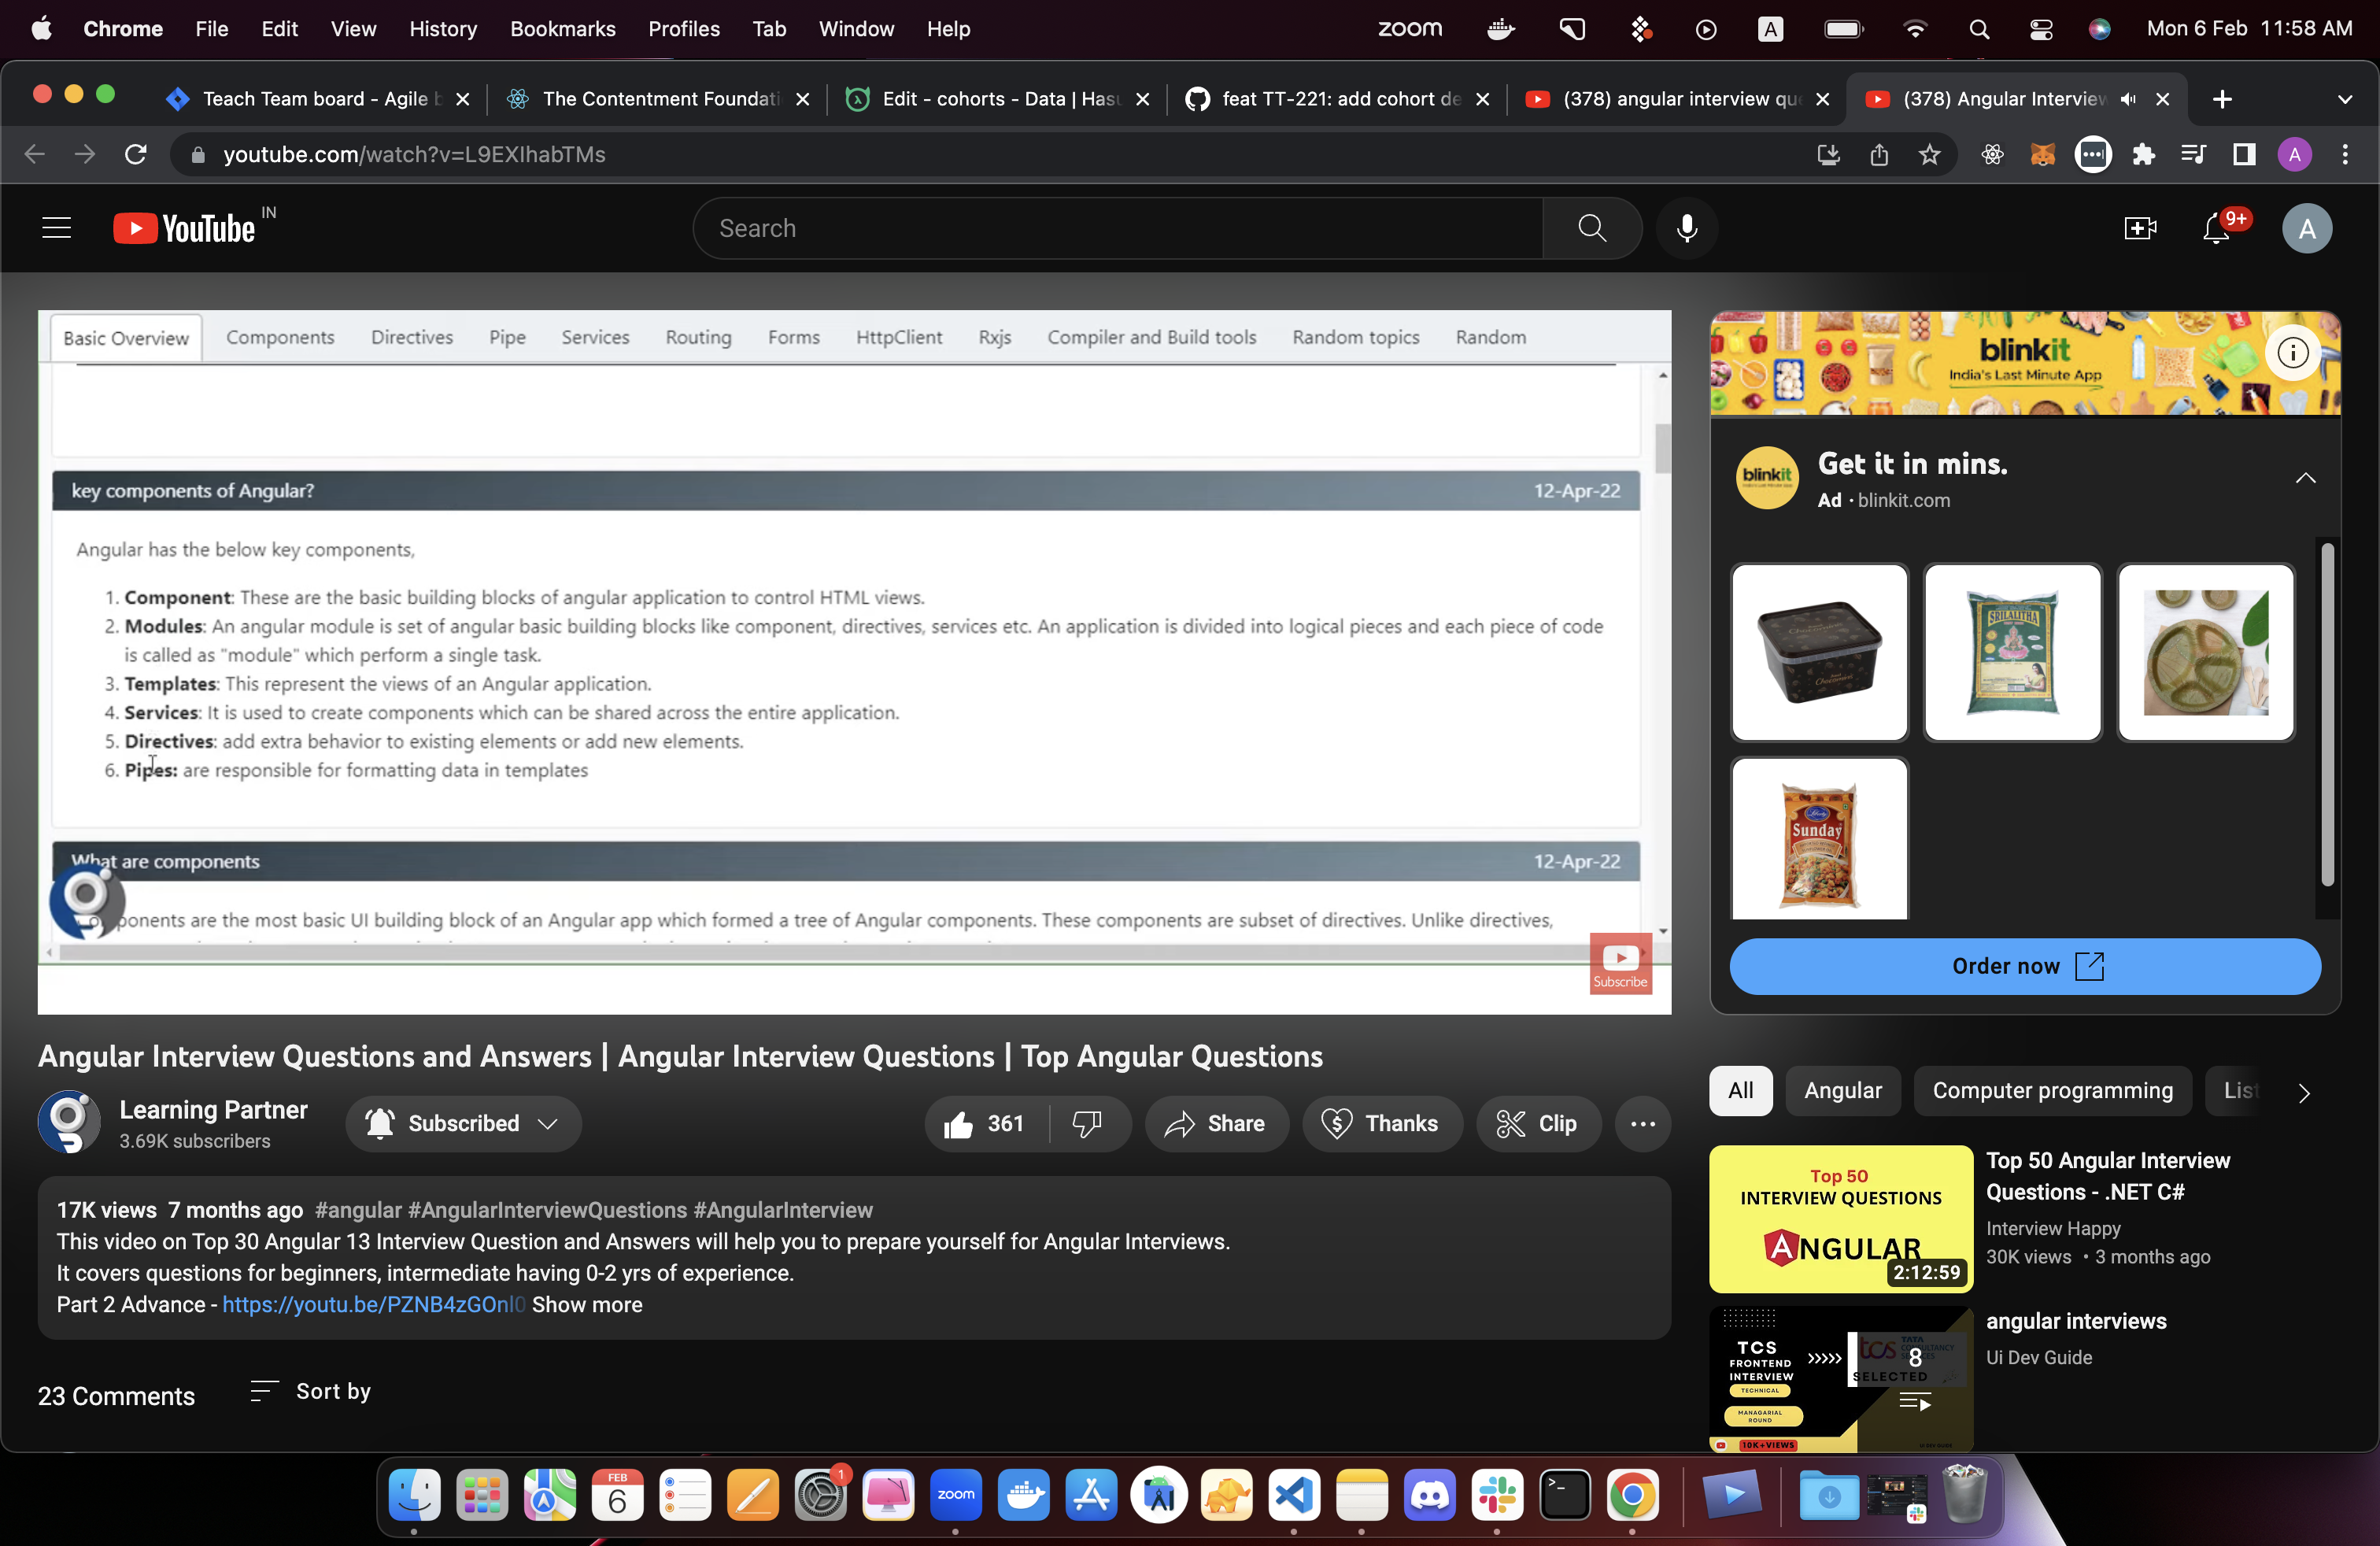 Chrome File Edit View History Bookmarks Profiles Tab Window Help zoom A Mon 6 Feb 11:58 AM
Teach Team board - Agile b
The Contentment Foundati
Edit - cohorts - Data | Hasu
feat TT-221: add cohort de
(378) angular interview qu
(378) Angular Interview
youtube.com/watch?v=L9EXIhabTMs
A
YouTube IN
Search
9+
A
Basic Overview Components Directives Pipe Services Routing Forms HttpClient Rxjs Compiler and Build tools Random topics Random
key components of Angular? 12-Apr-22
Angular has the below key components,
1. Component: These are the basic building blocks of angular application to control HTML views.
2. Modules: An angular module is set of angular basic building blocks like component, directives, services etc. An application is divided into logical pieces and each piece of code
is called as "module" which perform a single task.
3. Templates: This represent the views of an Angular application.
4. Services: It is used to create components which can be shared across the entire application.
5. Directives: add extra behavior to existing elements or add new elements.
6. Pipes: are responsible for formatting data in templates
What are components 12-Apr-22
ponents are the most basic UI building block of an Angular app which formed a tree of Angular components. These components are subset of directives. Unlike directives,
Subscribe
blinkit
India's Last Minute App
blinkit
Get it in mins.
Ad · blinkit.com
SRILALITHA
Sunday
Order now
Angular Interview Questions and Answers | Angular Interview Questions | Top Angular Questions
Learning Partner
3.69K subscribers
Subscribed
361
Share
Thanks
Clip
17K views 7 months ago #angular #AngularInterviewQuestions #AngularInterview
This video on Top 30 Angular 13 Interview Question and Answers will help you to prepare yourself for Angular Interviews.
It covers questions for beginners, intermediate having 0-2 yrs of experience.
Part 2 Advance - https://youtu.be/PZNB4zGOnl0 Show more
23 Comments Sort by
All Angular Computer programming List
Top 50
INTERVIEW QUESTIONS
ANGULAR
2:12:59
Top 50 Angular Interview
Questions - .NET C#
Interview Happy
30K views • 3 months ago
TCS
FRONTEND
INTERVIEW
TECHNICAL
MANAGARIAL
ROUND
10K+VIEWS
tcs TATA
SELECTED
8
angular interviews
Ui Dev Guide
FEB
6
1
zoom